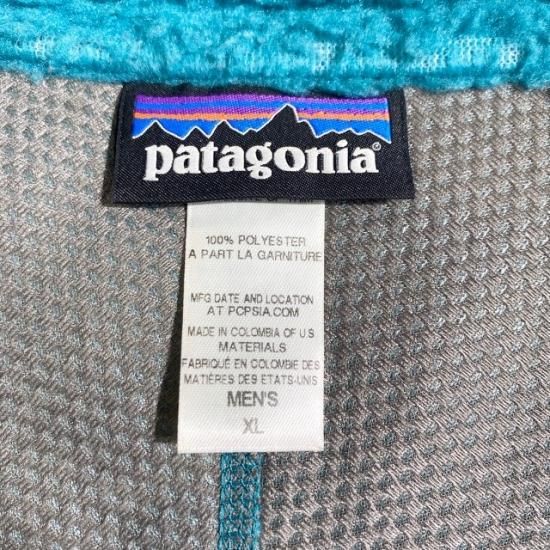 patagonia®
100% POLYESTER
A PART LA GARNITURE
MFG DATE AND LOCATION
AT PCPSIA.COM
MADE IN COLOMBIA OF U.S
MATERIALS
FABRIQUÉ EN COLOMBIE DES
MATIÈRES DES ETATS-UNIS
MEN'S
XL